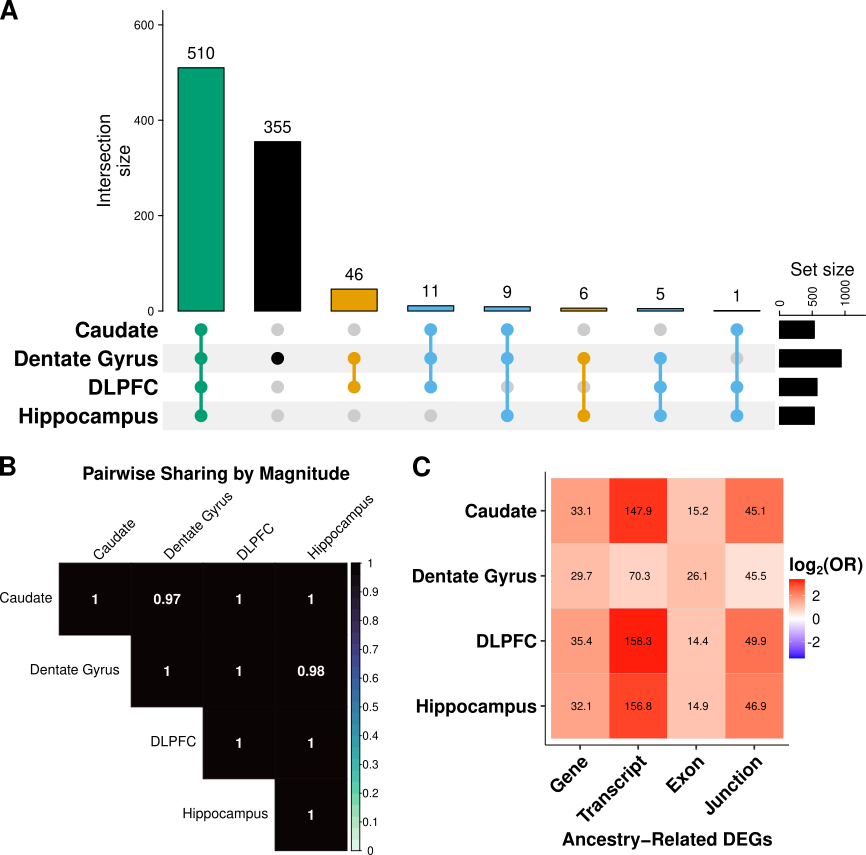 A
600
400
200
0
Intersection
size
510
355
46
11
9
6
5
1
Set size
0
500
1000
Caudate
Dentate Gyrus
DLPFC
Hippocampus
B
Pairwise Sharing by Magnitude
Caudate
Dentate Gyrus
DLPFC
Hippocampus
Caudate 1 0.97 1 1
Dentate Gyrus 1 1 0.98
DLPFC 1 1
Hippocampus 1
1
0.9
0.8
0.7
0.6
0.5
0.4
0.3
0.2
0.1
0
C
Caudate 33.1 147.9 15.2 45.1
Dentate Gyrus 29.7 70.3 26.1 45.5
DLPFC 35.4 158.3 14.4 49.9
Hippocampus 32.1 156.8 14.9 46.9
Gene
Transcript
Exon
Junction
Ancestry−Related DEGs
log₂(OR)
2
0
-2